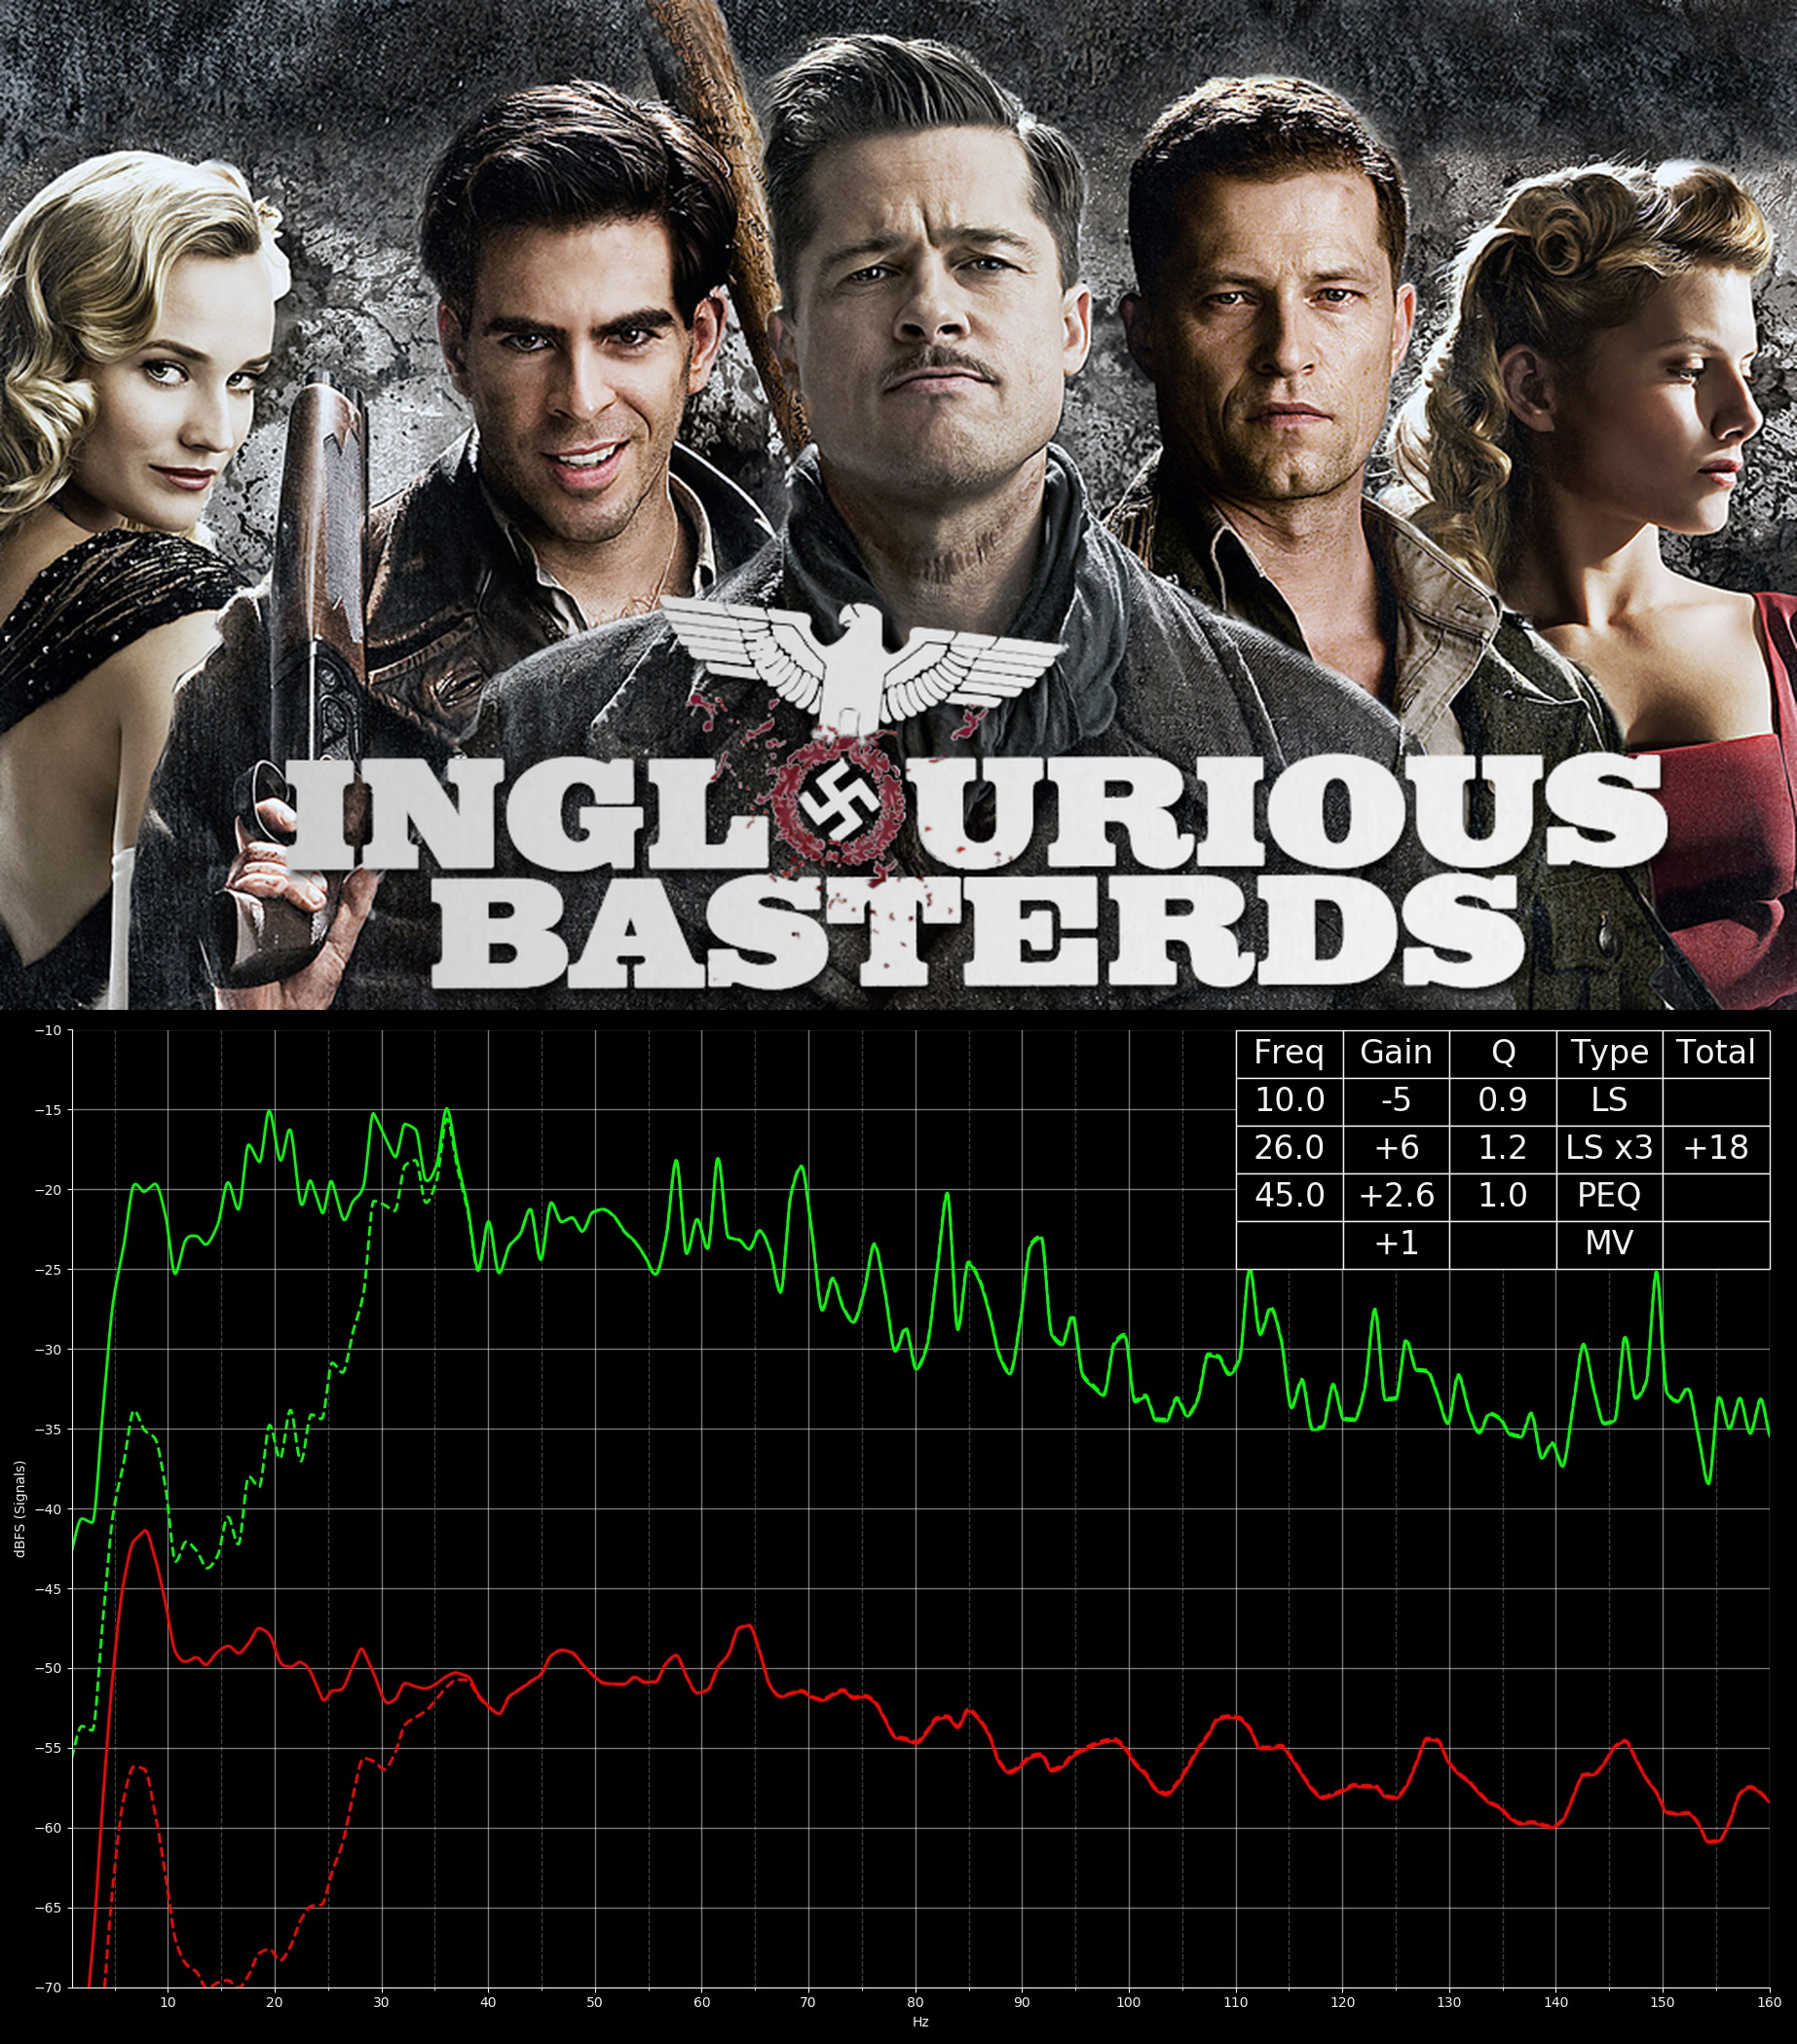 INGLOURIOUS
BASTERDS
Freq Gain Q Type Total
10.0 -5 0.9 LS
26.0 +6 1.2 LS x3 +18
45.0 +2.6 1.0 PEQ
+1 MV
−10
−15
−20
−25
−30
−35
−40
−45
−50
−55
−60
−65
−70
dBFS (Signals)
10 20 30 40 50 60 70 80 90 100 110 120 130 140 150 160
Hz